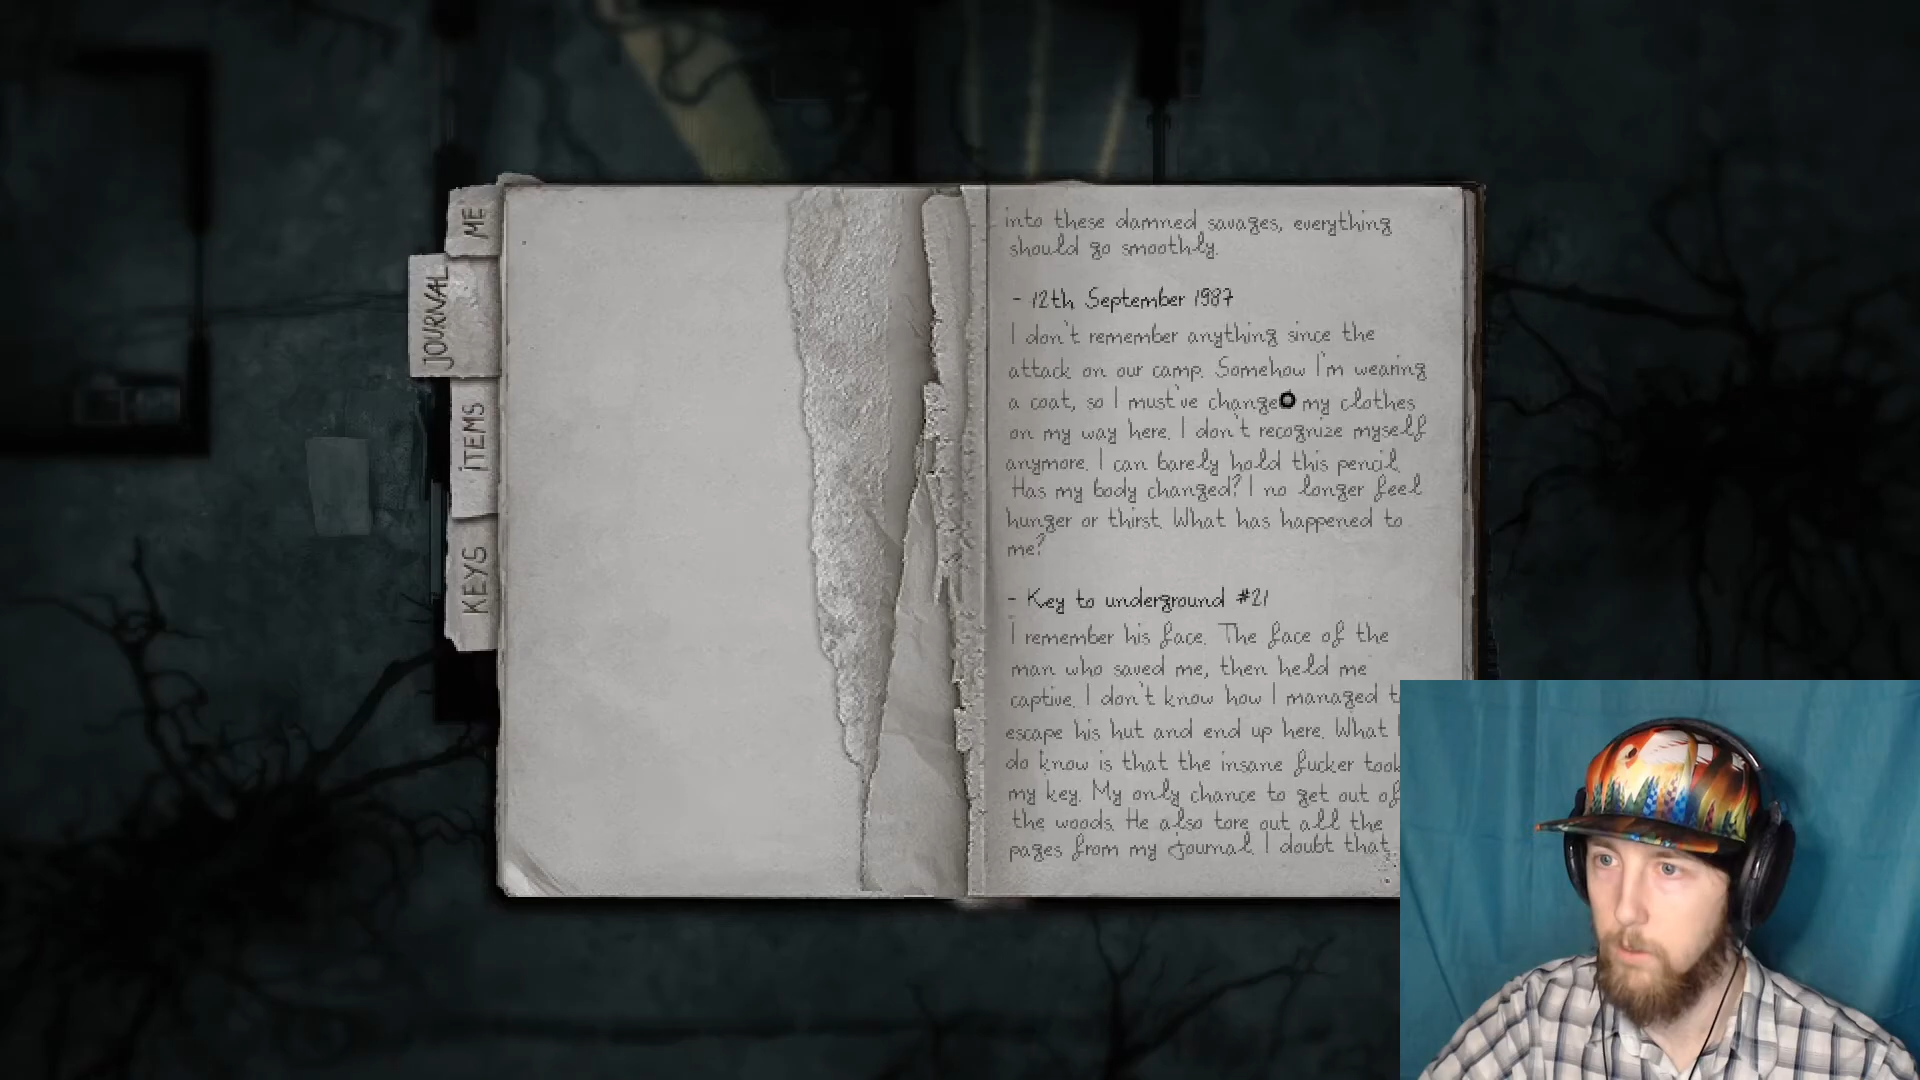 ME
JOURNAL
ITEMS
KEYS
into these damned savages, everything
should go smoothly.
- 12th September 1987
I don't remember anything since the
attack on our camp. Somehow I'm wearing
a coat, so I must've change my clothes
on my way here. I don't recognize myself
anymore. I can barely hold this pencil.
Has my body changed? I no longer feel
hunger or thirst. What has happened to
me?
- Key to underground #21
I remember his face. The face of the
man who saved me, then held me
captive. I don't know how I managed t
escape his hut and end up here. What I
do know is that the insane fucker took
my key. My only chance to get out of
the woods. He also tore out all the
pages from my journal. I doubt that